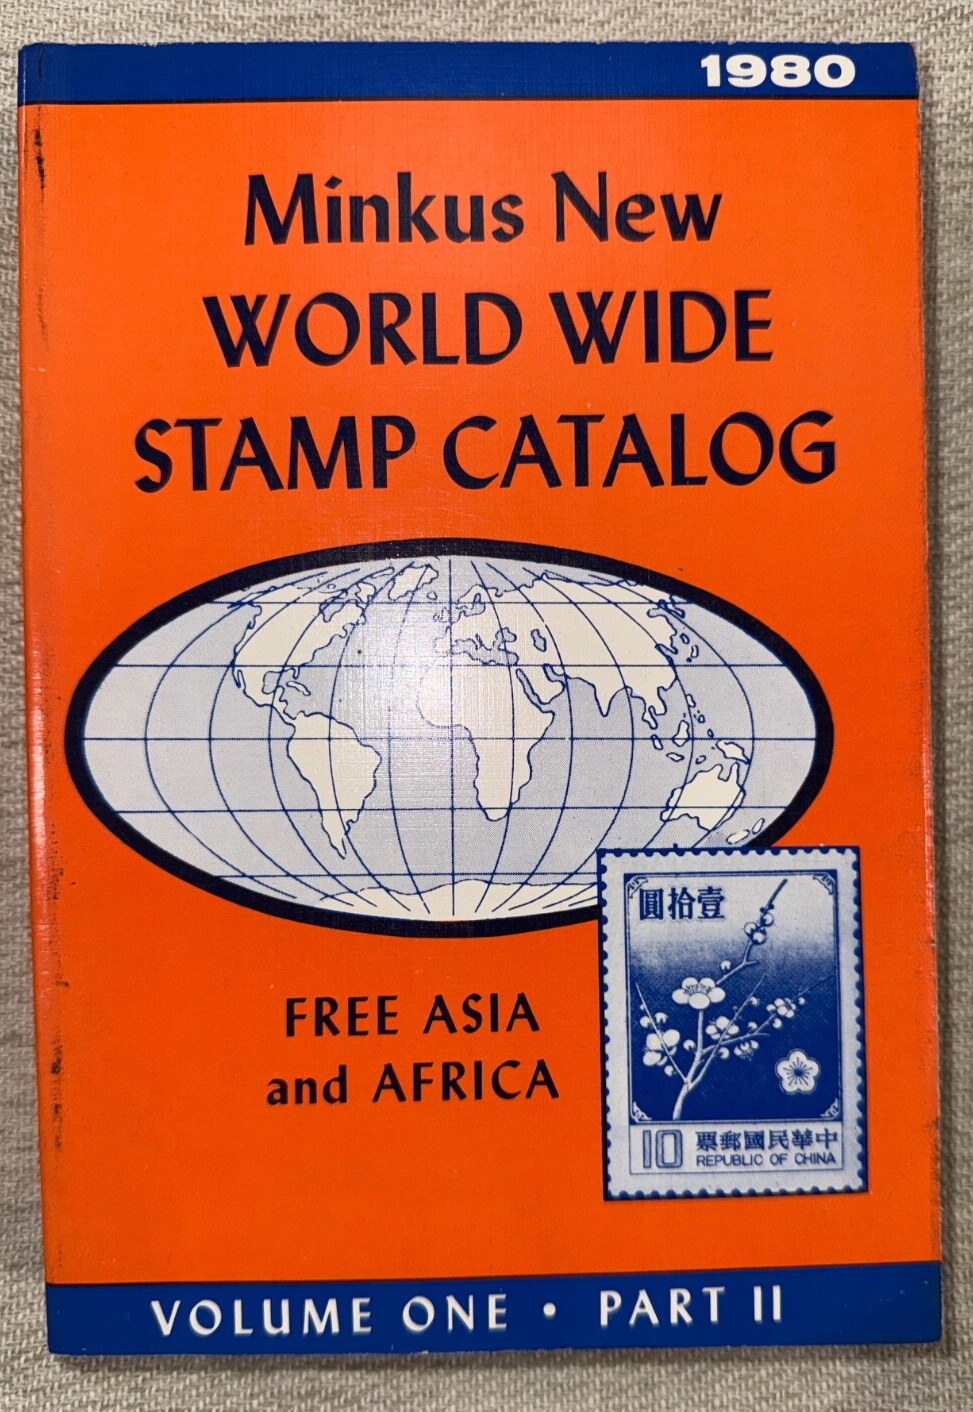 1980
Minkus New
WORLD WIDE
STAMP CATALOG
圓拾壹
FREE ASIA
and AFRICA
10 票郵國民華中
REPUBLIC OF CHINA
VOLUME ONE • PART II